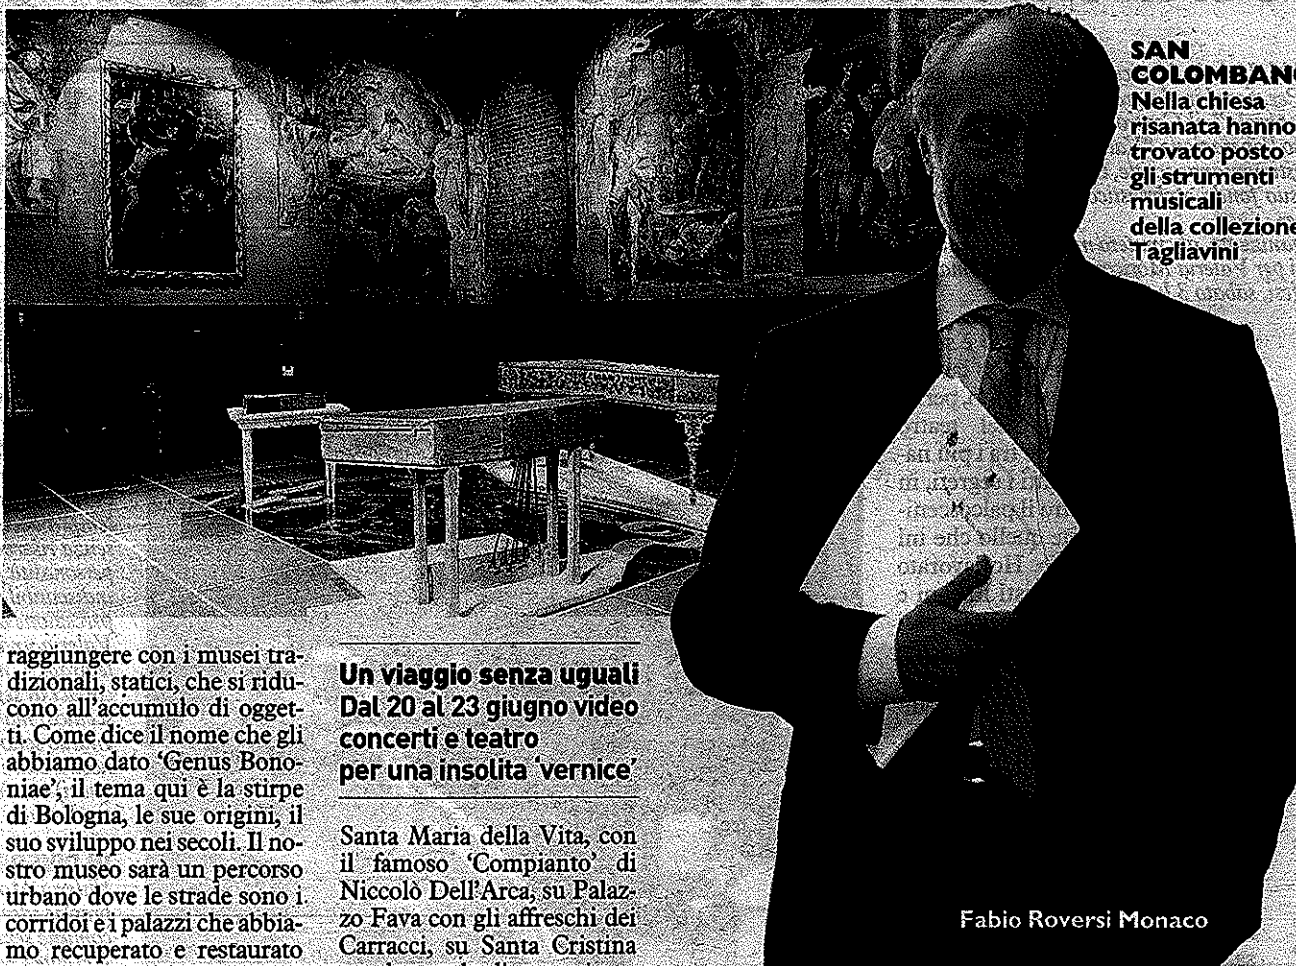 SAN
COLOMBANO
Nella chiesa
risanata hanno
trovato posto
gli strumenti
musicali
della collezione
Tagliavini
raggiungere con i musei tra-
dizionali, statici, che si ridu-
cono all'accumulo di ogget-
ti. Come dice il nome che gli
abbiamo dato 'Genus Bono-
niae', il tema qui è la stirpe
di Bologna, le sue origini, il
suo sviluppo nei secoli. Il no-
stro museo sarà un percorso
urbano dove le strade sono i
corridoi e i palazzi che abbia-
mo recuperato e restaurato
Un viaggio senza uguali
Dal 20 al 23 giugno video
concerti e teatro
per una insolita 'vernice'
Santa Maria della Vita, con
il famoso 'Compianto' di
Niccolò Dell'Arca, su Palaz-
zo Fava con gli affreschi dei
Carracci, su Santa Cristina
Fabio Roversi Monaco